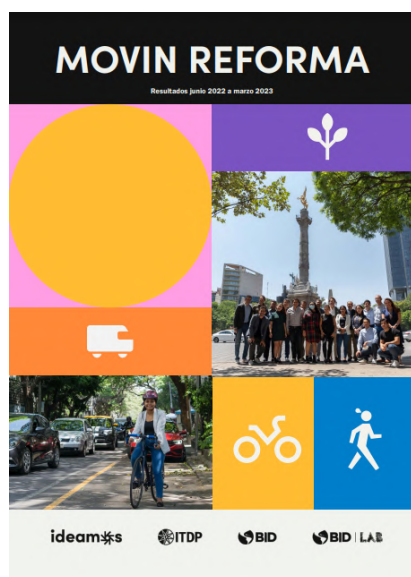 MOVIN REFORMA
Resultados junio 2022 a marzo 2023
ideamos
ITDP
BID
BID | LAB